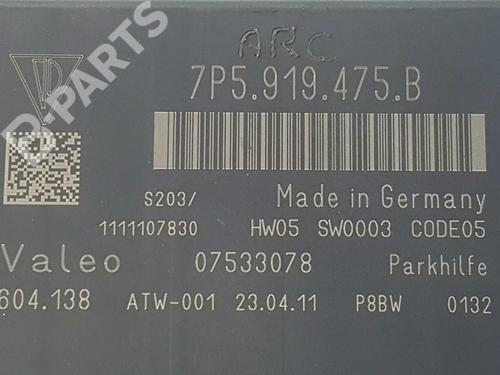 ARC
7P5.919.475.B
S203/ Made in Germany
1111107830 HW05 SW0003 CODE05
Valeo 07533078 Parkhilfe
604.138 ATW-001 23.04.11 P8BW 0132
B-PARTS